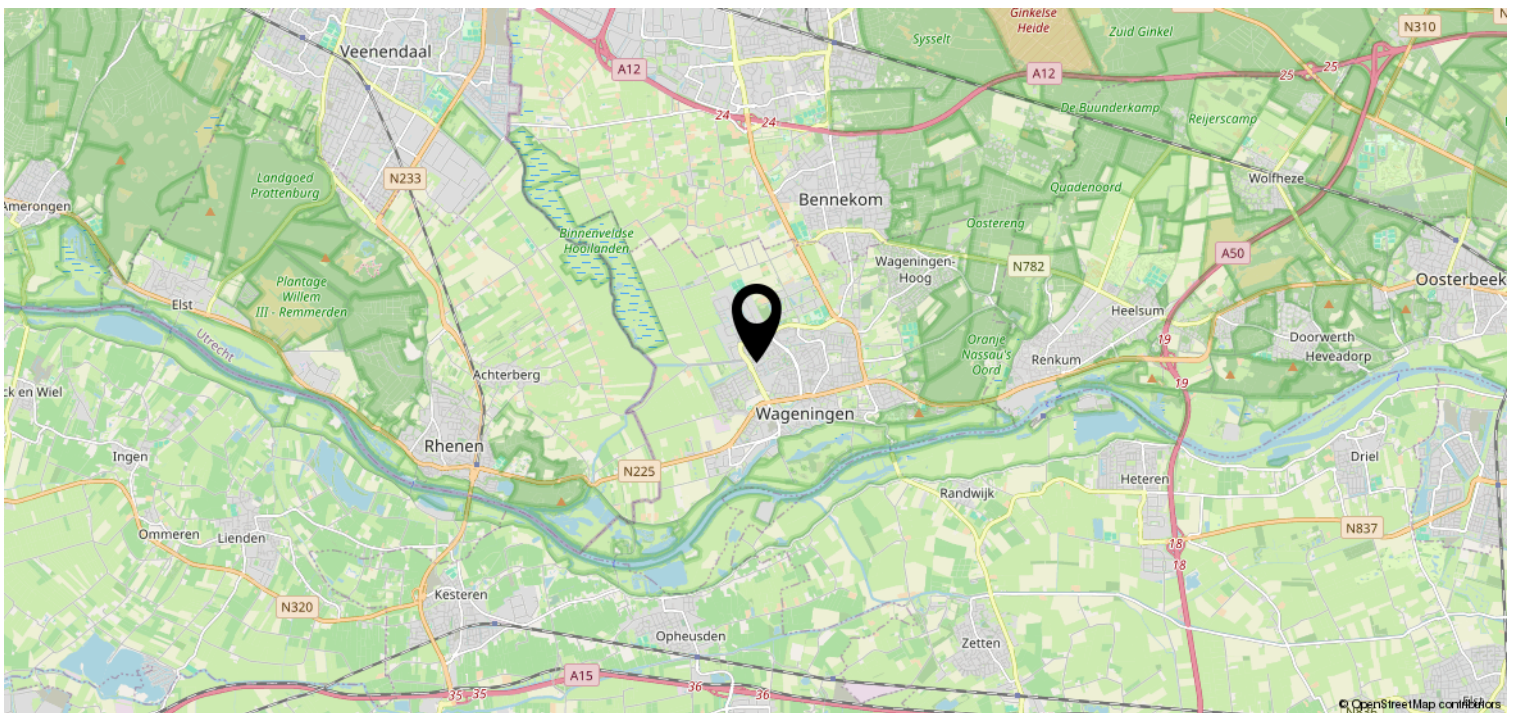 Ginkelse
Heide
N310
Zuid Ginkel
Sysselt
Veenendaal
A12
A12
25
25
De Buunderkamp
24
24
Reijerscamp
N233
Landgoed
Prattenburg
Wolfheze
Quadenoord
Bennekom
Amerongen
Oostereng
Binnenveldse
Hooilanden
A50
Wageningen-
Hoog
N782
Oosterbeek
Plantage
Willem
III - Remmerden
Elst
Heelsum
Utrecht
Doorwerth
19
Oranje
Nassau's
Oord
Heveadorp
Renkum
Achterberg
19
ck en Wiel
Wageningen
Rhenen
Ingen
Driel
N225
Heteren
Randwijk
N837
Ommeren
Lienden
18
18
Kesteren
N320
Opheusden
Zetten
A15
35
35
36
36
© OpenStreetMap contributors